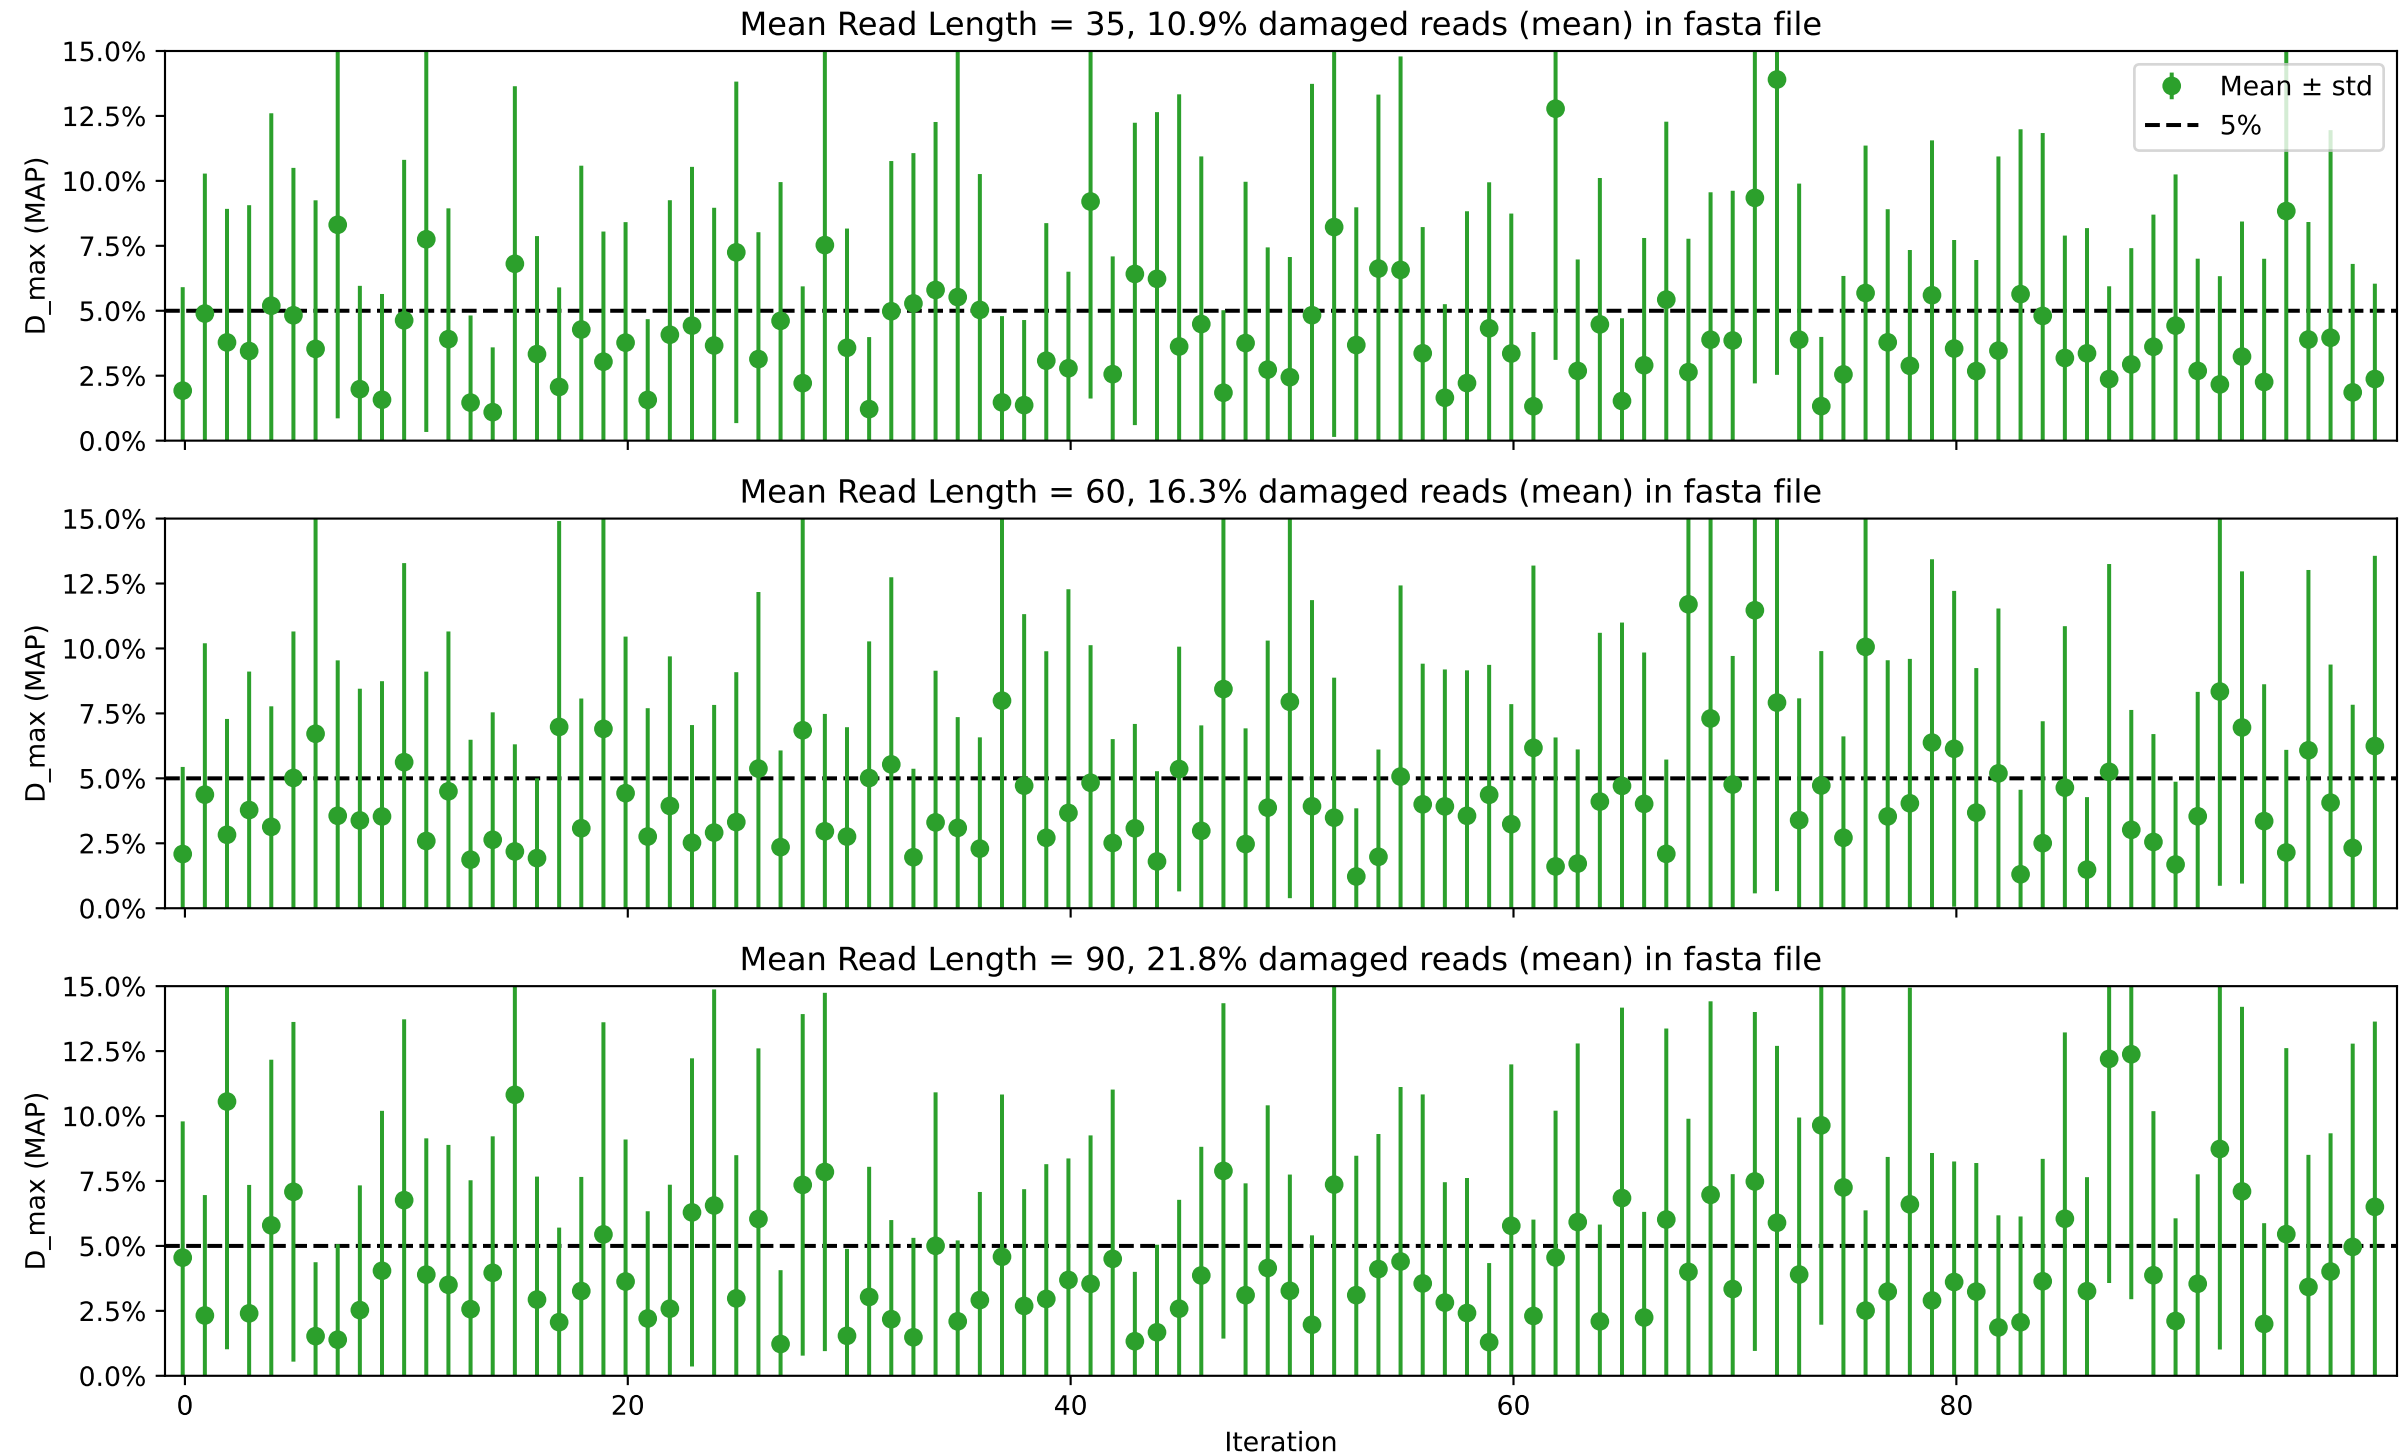 Mean Read Length = 35, 10.9% damaged reads (mean) in fasta file
15.0%
12.5%
10.0%
7.5%
5.0%
2.5%
0.0%
D_max (MAP)
Mean ± std
5%
Mean Read Length = 60, 16.3% damaged reads (mean) in fasta file
15.0%
12.5%
10.0%
7.5%
5.0%
2.5%
0.0%
D_max (MAP)
Mean Read Length = 90, 21.8% damaged reads (mean) in fasta file
15.0%
12.5%
10.0%
7.5%
5.0%
2.5%
0.0%
D_max (MAP)
0 20 40 60 80
Iteration